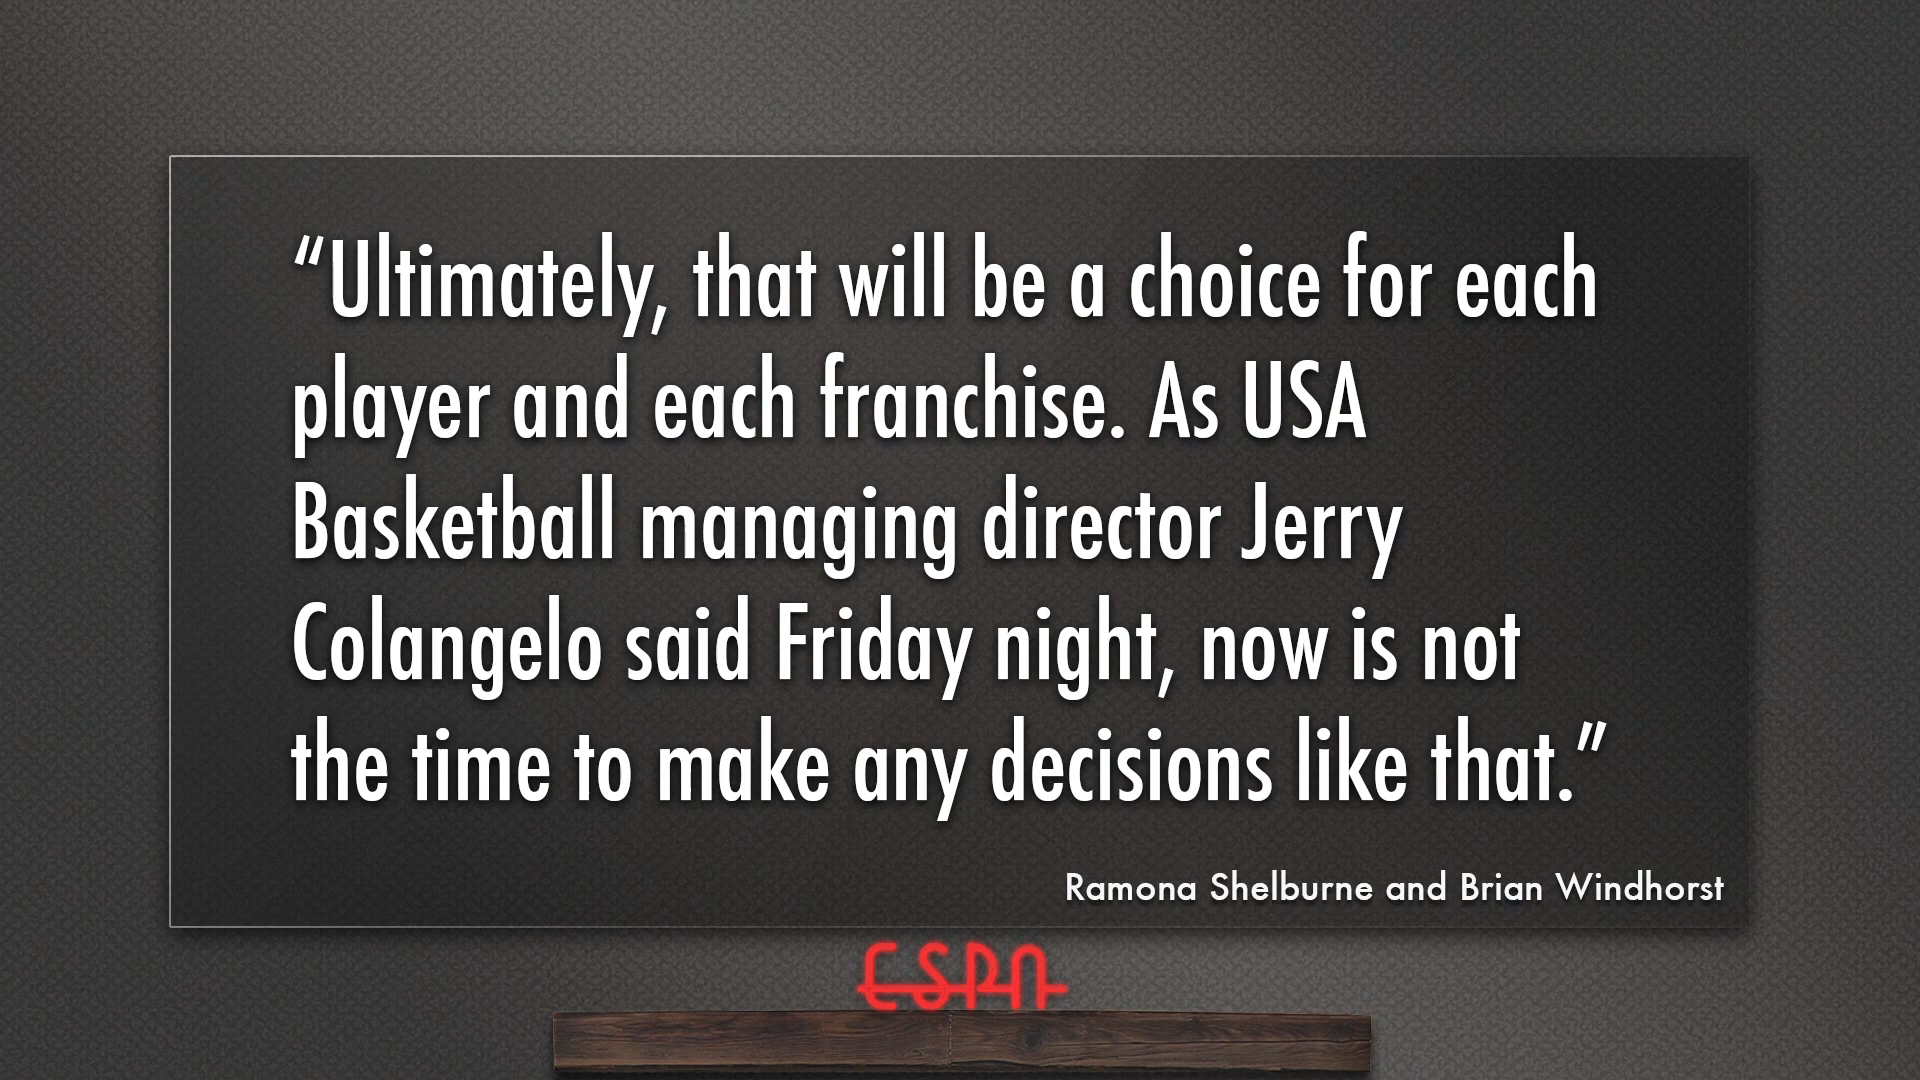 “Ultimately, that will be a choice for each
player and each franchise. As USA
Basketball managing director Jerry
Colangelo said Friday night, now is not
the time to make any decisions like that.”
Ramona Shelburne and Brian Windhorst
ESPN